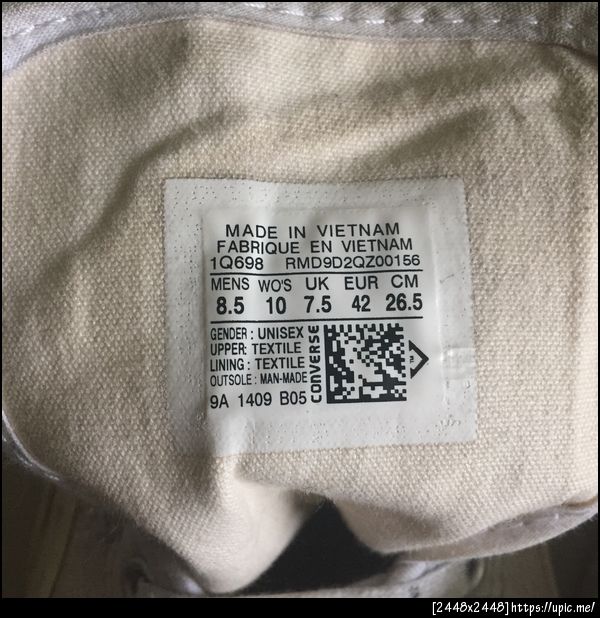 MADE IN VIETNAM
FABRIQUE EN VIETNAM
1Q698 RMD9D2QZ00156
MENS WO'S UK EUR CM
8.5 10 7.5 42 26.5
GENDER : UNISEX
UPPER: TEXTILE
LINING : TEXTILE
OUTSOLE : MAN-MADE
9A 1409 B05
CONVERSE
[2448x2448]https://upic.me/